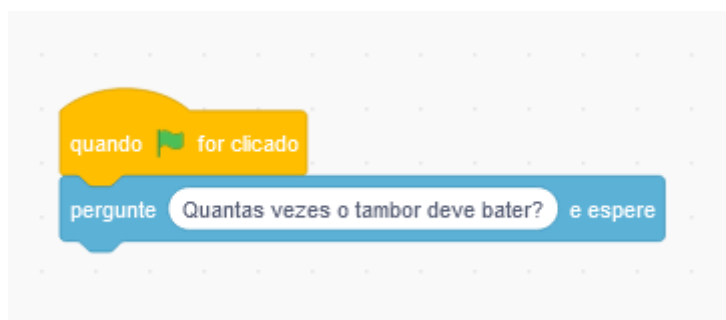 quando for clicado
pergunte Quantas vezes o tambor deve bater? e espere